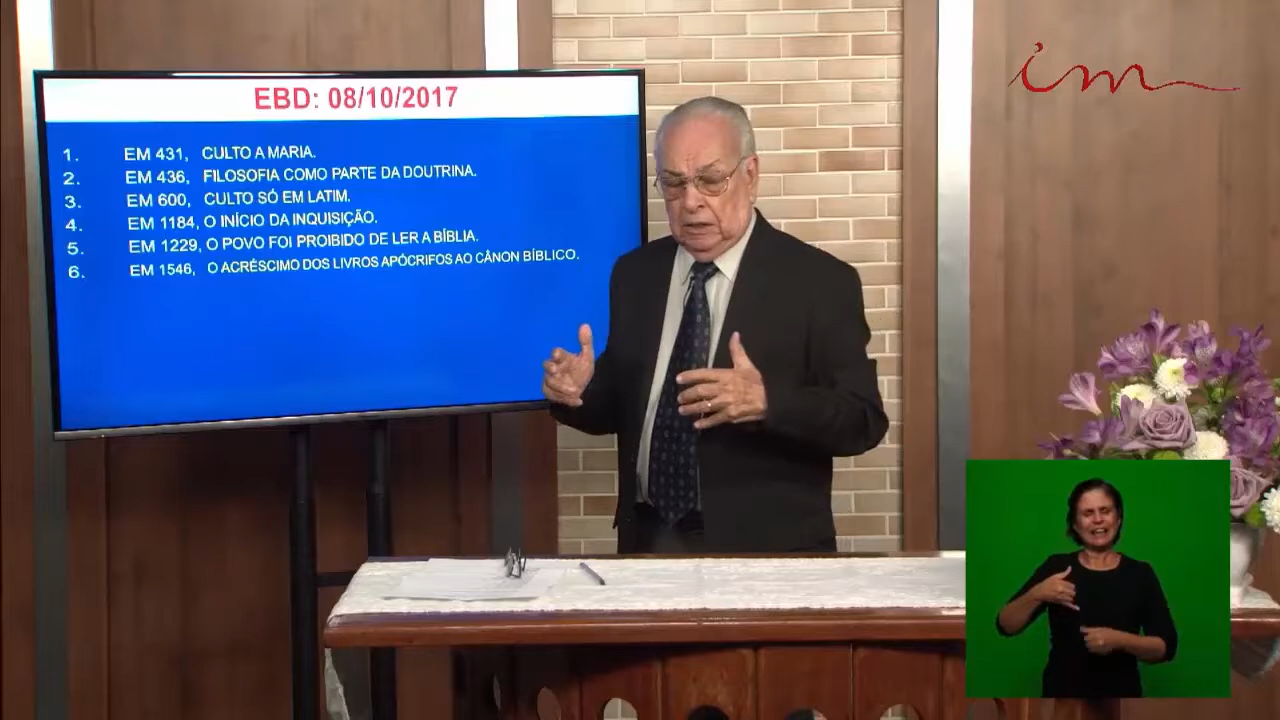 EBD: 08/10/2017
1. EM 431, CULTO A MARIA.
2. EM 436, FILOSOFIA COMO PARTE DA DOUTRINA.
3. EM 600, CULTO SÓ EM LATIM.
4. EM 1184, O INÍCIO DA INQUISIÇÃO.
5. EM 1229, O POVO FOI PROIBIDO DE LER A BÍBLIA.
6. EM 1546, O ACRÉSCIMO DOS LIVROS APÓCRIFOS AO CÂNON BÍBLICO.
im